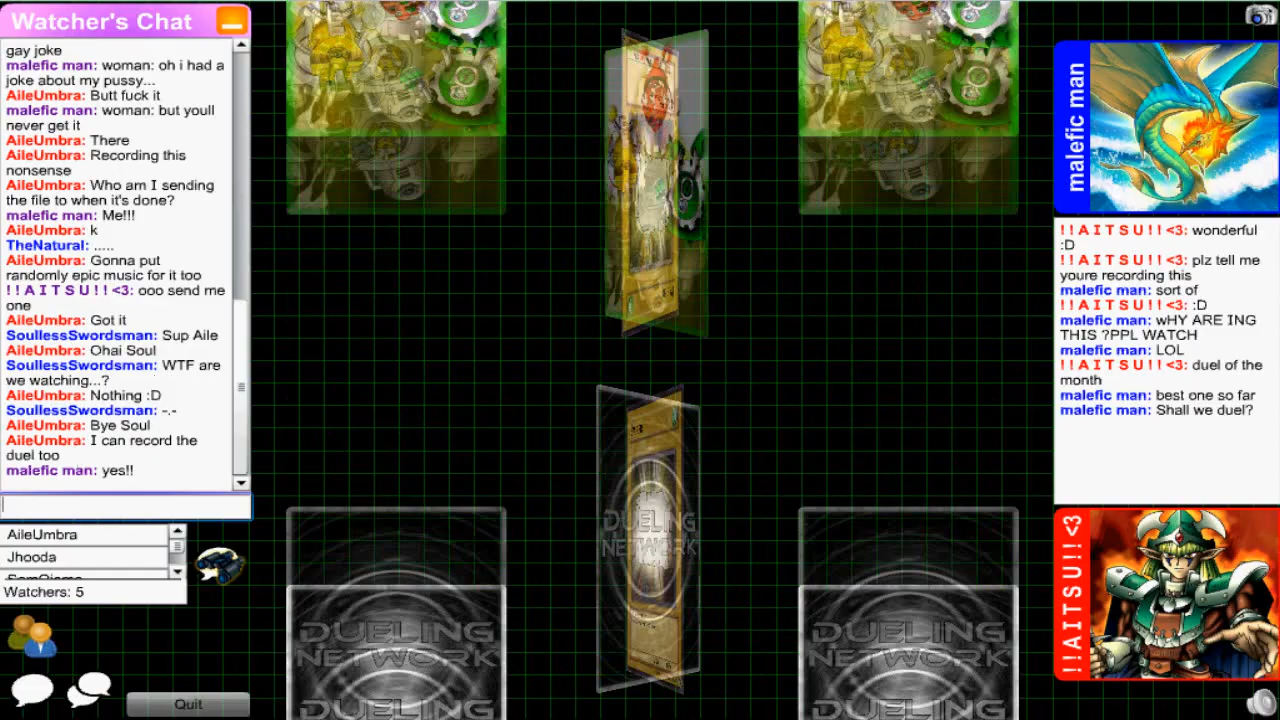 Watcher's Chat
gay joke
malefic man: woman: oh i had a
joke about my pussy...
AileUmbra: Butt fuck it
malefic man: woman: but youll
never get it
AileUmbra: There
AileUmbra: Recording this
nonsense
AileUmbra: Who am I sending
the file to when it's done?
malefic man: Me!!!
AileUmbra: k
TheNatural: .....
AileUmbra: Gonna put
randomly epic music for it too
!!A I T S U!! <3: ooo send me
one
AileUmbra: Got it
SoullessSwordsman: Sup Aile
AileUmbra: Ohai Soul
SoullessSwordsman: WTF are
we watching...?
AileUmbra: Nothing :D
SoullessSwordsman: -.-
AileUmbra: Bye Soul
AileUmbra: I can record the
duel too
malefic man: yes!!
AileUmbra
Jhooda
Watchers: 5
Quit
DUELING
NETWORK
DUELING
DUELING
NETWORK
DUELING
NETWORK
DUELING
malefic man
!!A I T S U!! <3: wonderful
:D
!!A I T S U!! <3: plz tell me
youre recording this
malefic man: sort of
!!A I T S U!! <3: :D
malefic man: wHY ARE ING
THIS ?PPL WATCH
malefic man: LOL
!!A I T S U!! <3: duel of the
month
malefic man: best one so far
malefic man: Shall we duel?
!!AITSU!! <3